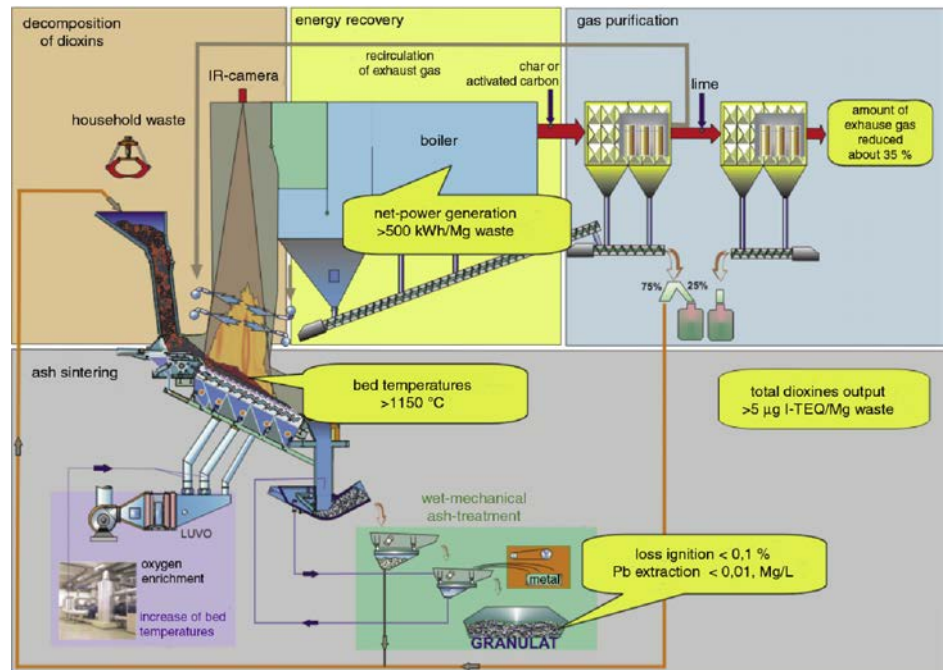 decomposition
of dioxins
energy recovery
gas purification
recirculation
of exhaust gas
IR-camera
char or
activated carbon
lime
household waste
boiler
amount of
exhause gas
reduced
about 35 %
net-power generation
>500 kWh/Mg waste
75%
25%
ash sintering
bed temperatures
>1150 °C
total dioxines output
>5 µg I-TEQ/Mg waste
wet-mechanical
ash-treatment
LUVO
oxygen
enrichment
increase of bed
temperatures
metal
loss ignition < 0,1 %
Pb extraction < 0,01, Mg/L
GRANULAT